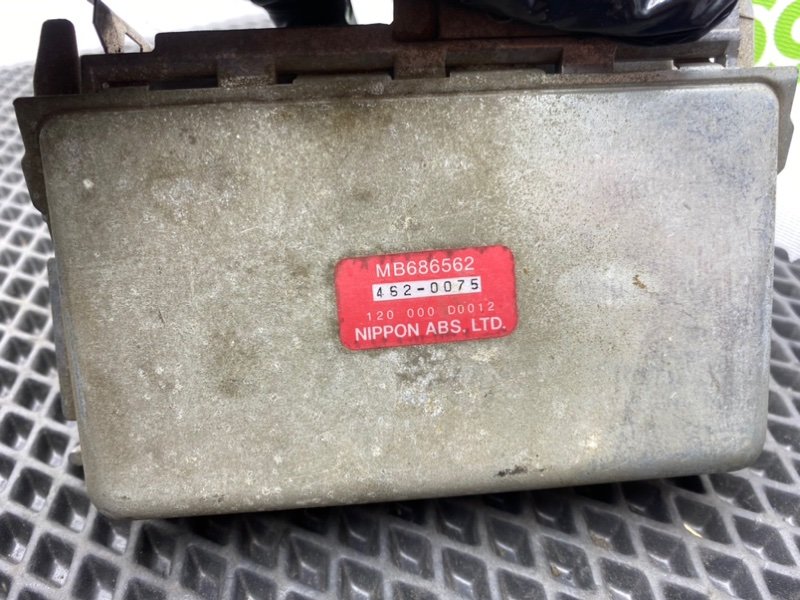 MB686562
462-0075
120 000 D0012
NIPPON ABS. LTD.